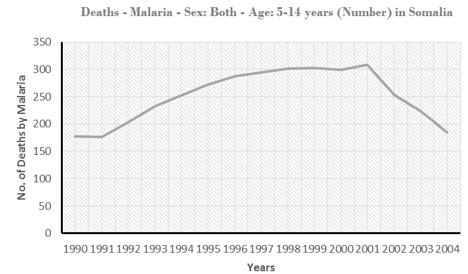 Deaths - Malaria - Sex: Both - Age: 5-14 years (Number) in Somalia
350
300
250
200
150
100
50
0
No. of Deaths by Malaria
1990 1991 1992 1993 1994 1995 1996 1997 1998 1999 2000 2001 2002 2003 2004
Years